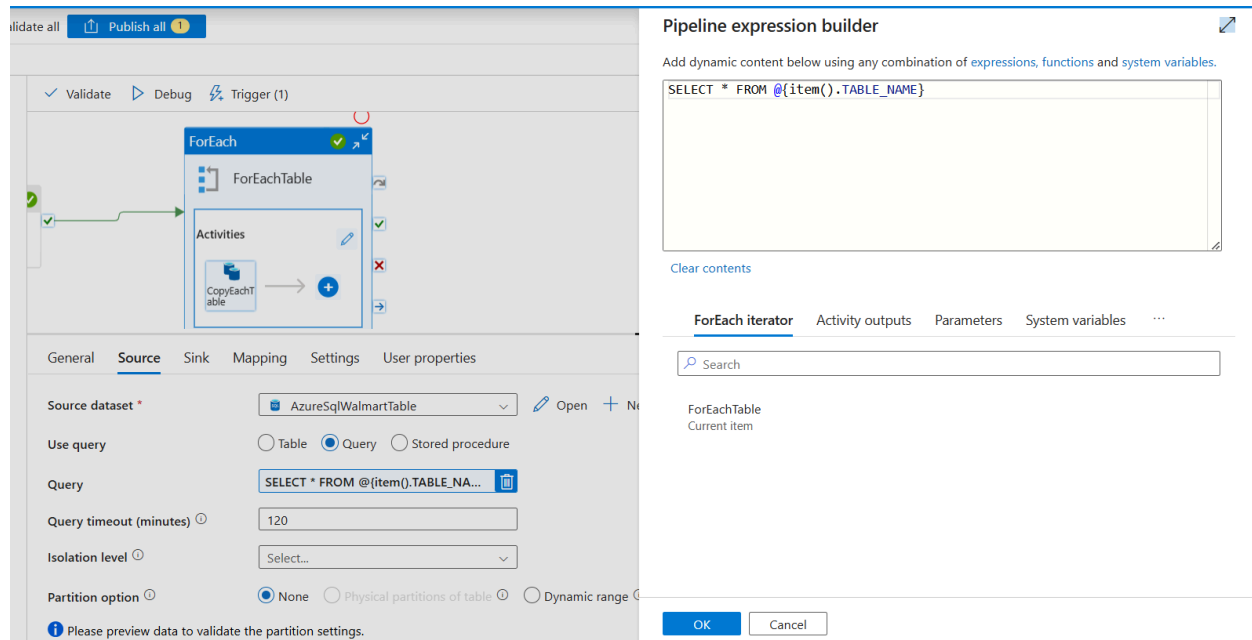 alidate all
Publish all 1
Validate
Debug
Trigger (1)
ForEach
ForEachTable
Activities
CopyEachT
able
General
Source
Sink
Mapping
Settings
User properties
Source dataset *
AzureSqlWalmartTable
Open
Ne
Use query
Table
Query
Stored procedure
Query
SELECT * FROM @{item().TABLE_NA...
Query timeout (minutes)
120
Isolation level
Select...
Partition option
None
Physical partitions of table
Dynamic range
Please preview data to validate the partition settings.
Pipeline expression builder
Add dynamic content below using any combination of expressions, functions and system variables.
SELECT * FROM @{item().TABLE_NAME}
Clear contents
ForEach iterator
Activity outputs
Parameters
System variables
...
Search
ForEachTable
Current item
OK
Cancel